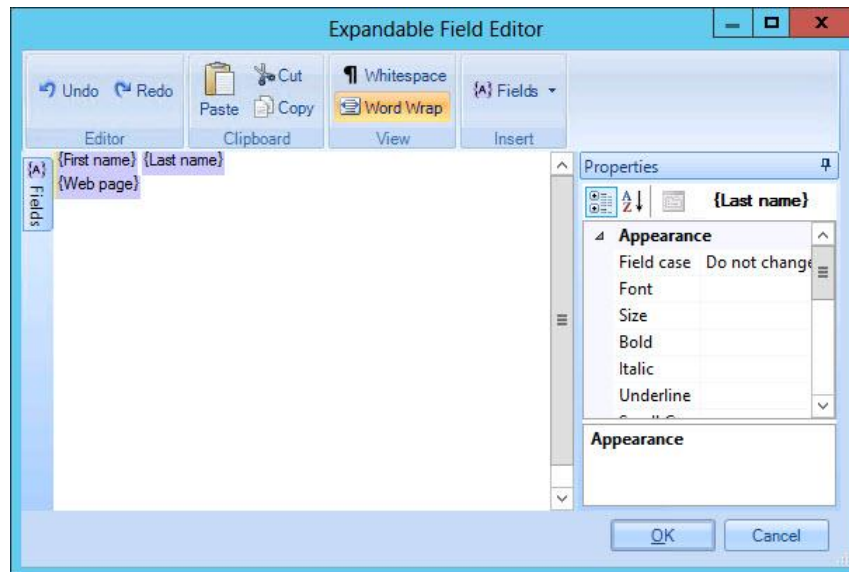 Expandable Field Editor
Undo Redo
Paste
Cut
Copy
Whitespace
Word Wrap
{A} Fields
Editor Clipboard View Insert
{A} Fields
{First name} {Last name}
{Web page}
Properties
{Last name}
Appearance
Field case Do not change
Font
Size
Bold
Italic
Underline
Appearance
OK Cancel